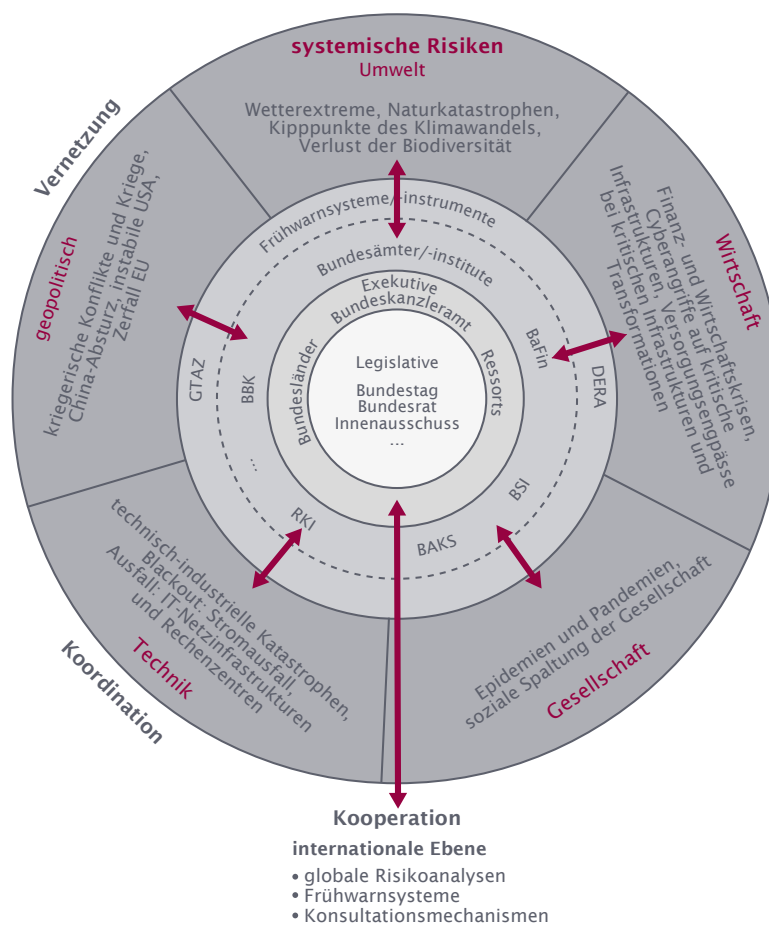 systemische Risiken
Umwelt
Wetterextreme, Naturkatastrophen,
Kipppunkte des Klimawandels,
Verlust der Biodiversität
Vernetzung
geopolitisch
kriegerische Konflikte und Kriege,
China-Absturz, instabile USA,
Zerfall EU
Wirtschaft
Finanz- und Wirtschaftskrisen,
Cyberangriffe auf kritische
Infrastrukturen, Versorgungsengpässe
bei kritischen Infrastrukturen und
Transformationen
Frühwarnsysteme/-instrumente
Bundesämter/-institute
Exekutive
Bundeskanzleramt
Bundesländer
Ressorts
Legislative
Bundestag
Bundesrat
Innenausschuss
...
GTAZ
BBK
...
RKI
BAKS
BSI
BaFin
DERA
technisch-industrielle Katastrophen,
Blackout: Stromausfall,
Ausfall: IT-Netzinfrastrukturen
und Rechenzentren
Technik
Koordination
Epidemien und Pandemien,
soziale Spaltung der Gesellschaft
Gesellschaft
Kooperation
internationale Ebene
• globale Risikoanalysen
• Frühwarnsysteme
• Konsultationsmechanismen